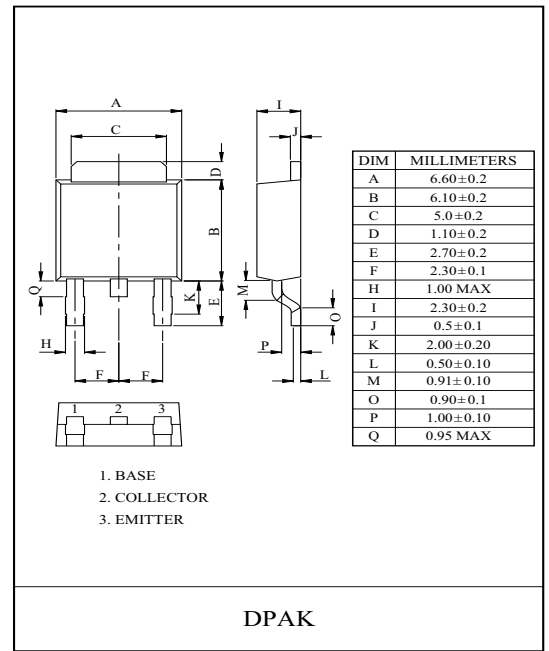 A
C
I
J
D
B
Q
K
E
M
O
H
P
F F
L
1 2 3
1. BASE
2. COLLECTOR
3. EMITTER
DIM MILLIMETERS
A 6.60±0.2
B 6.10±0.2
C 5.0±0.2
D 1.10±0.2
E 2.70±0.2
F 2.30±0.1
H 1.00 MAX
I 2.30±0.2
J 0.5±0.1
K 2.00±0.20
L 0.50±0.10
M 0.91±0.10
O 0.90±0.1
P 1.00±0.10
Q 0.95 MAX
DPAK